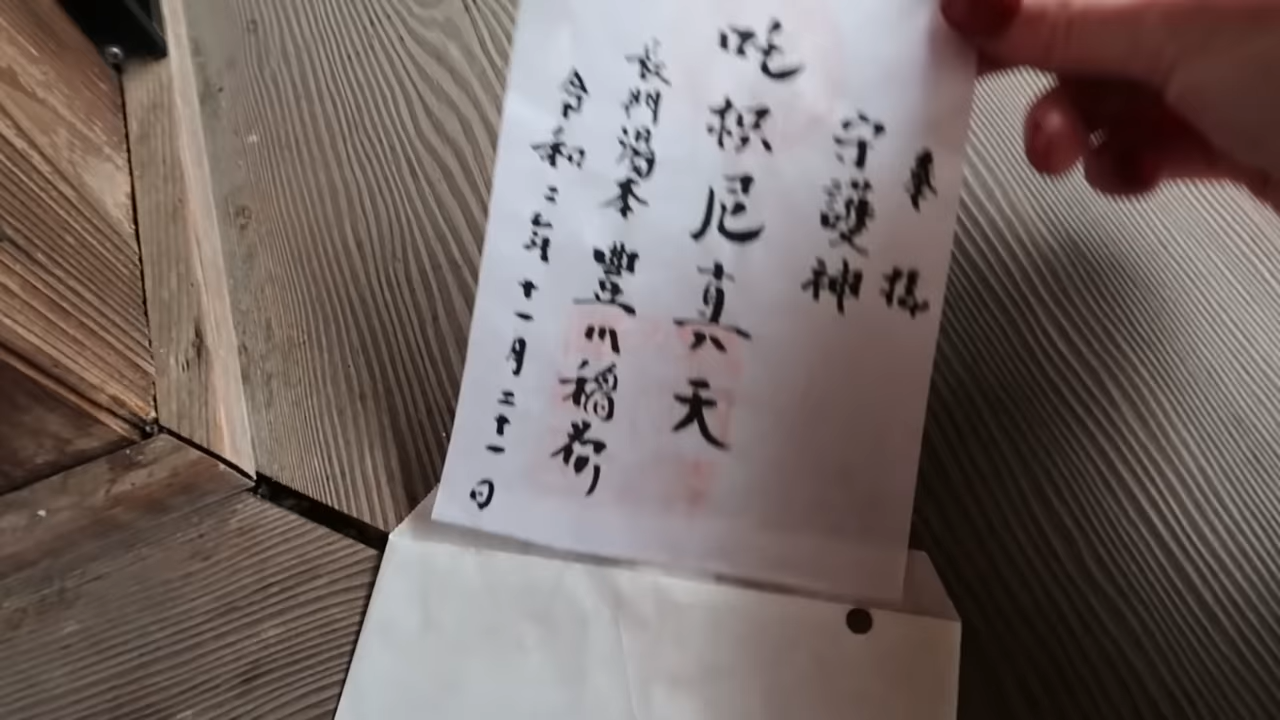 奉拝
守護神
吒枳尼真天
長門湯本 豊川稲荷
令和二年十一月二十一日